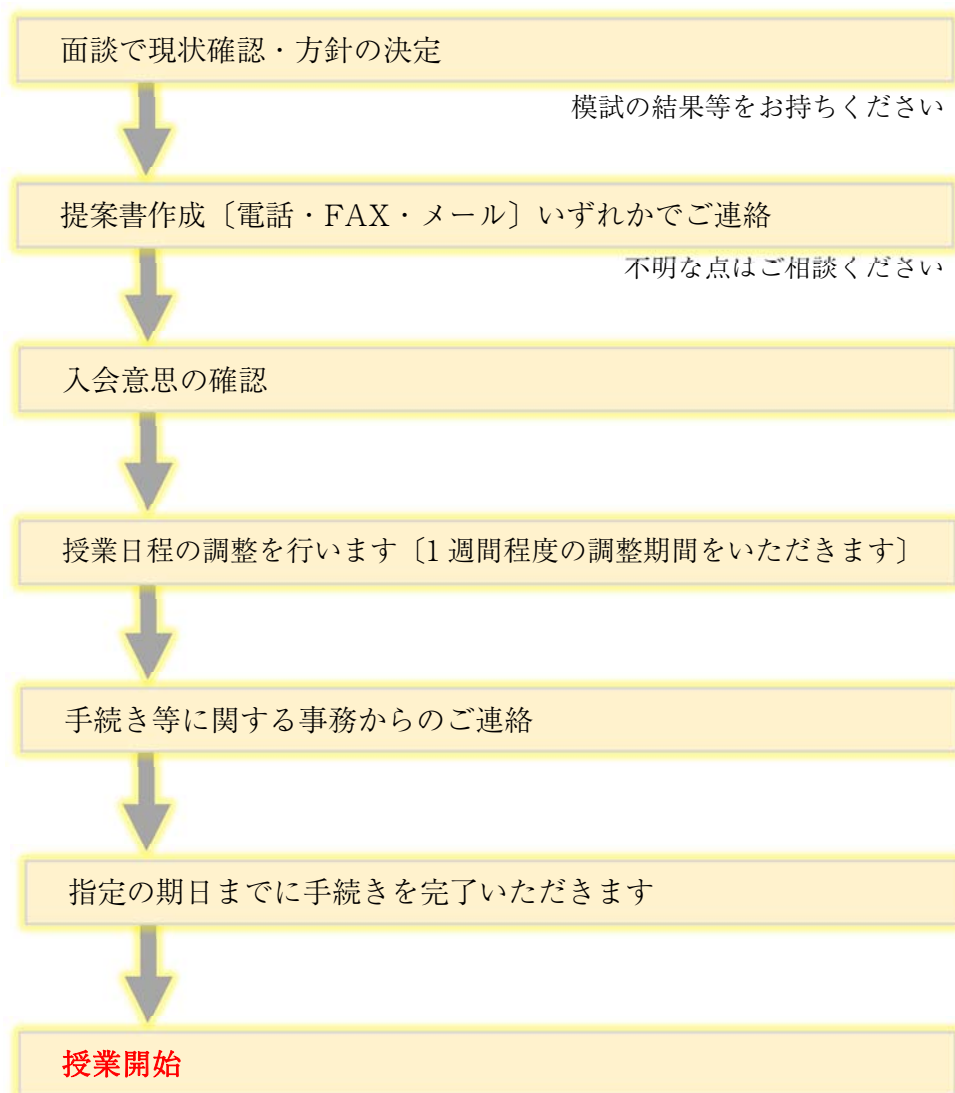 面談で現状確認・方針の決定
模試の結果等をお持ちください
提案書作成〔電話・FAX・メール〕いずれかでご連絡
不明な点はご相談ください
入会意思の確認
授業日程の調整を行います〔1週間程度の調整期間をいただきます〕
手続き等に関する事務からのご連絡
指定の期日までに手続きを完了いただきます
授業開始